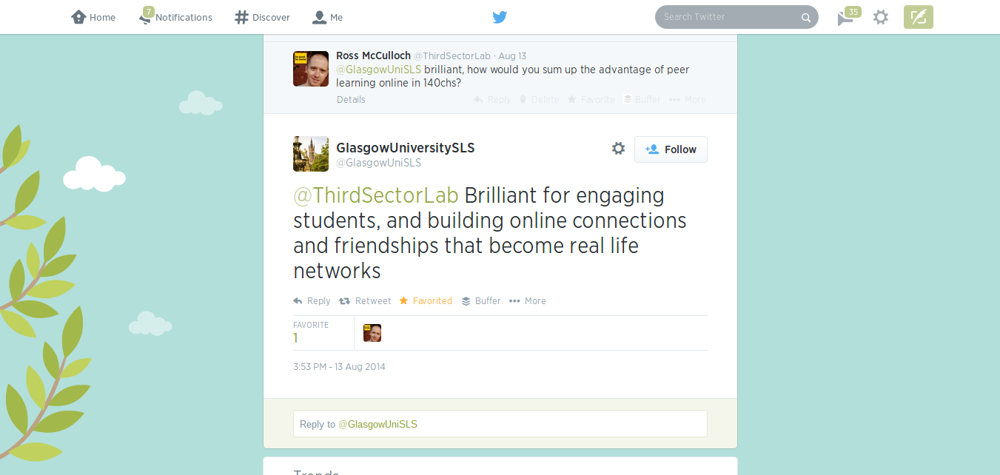 Home
7
Notifications
Discover
Me
Search Twitter
35
Ross McCulloch @ThirdSectorLab · Aug 13
@GlasgowUniSLS brilliant, how would you sum up the advantage of peer
learning online in 140chs?
Details
Reply
Delete
Favorite
Buffer
More
GlasgowUniversitySLS
@GlasgowUniSLS
Follow
@ThirdSectorLab Brilliant for engaging
students, and building online connections
and friendships that become real life
networks
Reply
Retweet
Favorited
Buffer
More
FAVORITE
1
3:53 PM - 13 Aug 2014
Reply to @GlasgowUniSLS
Trends